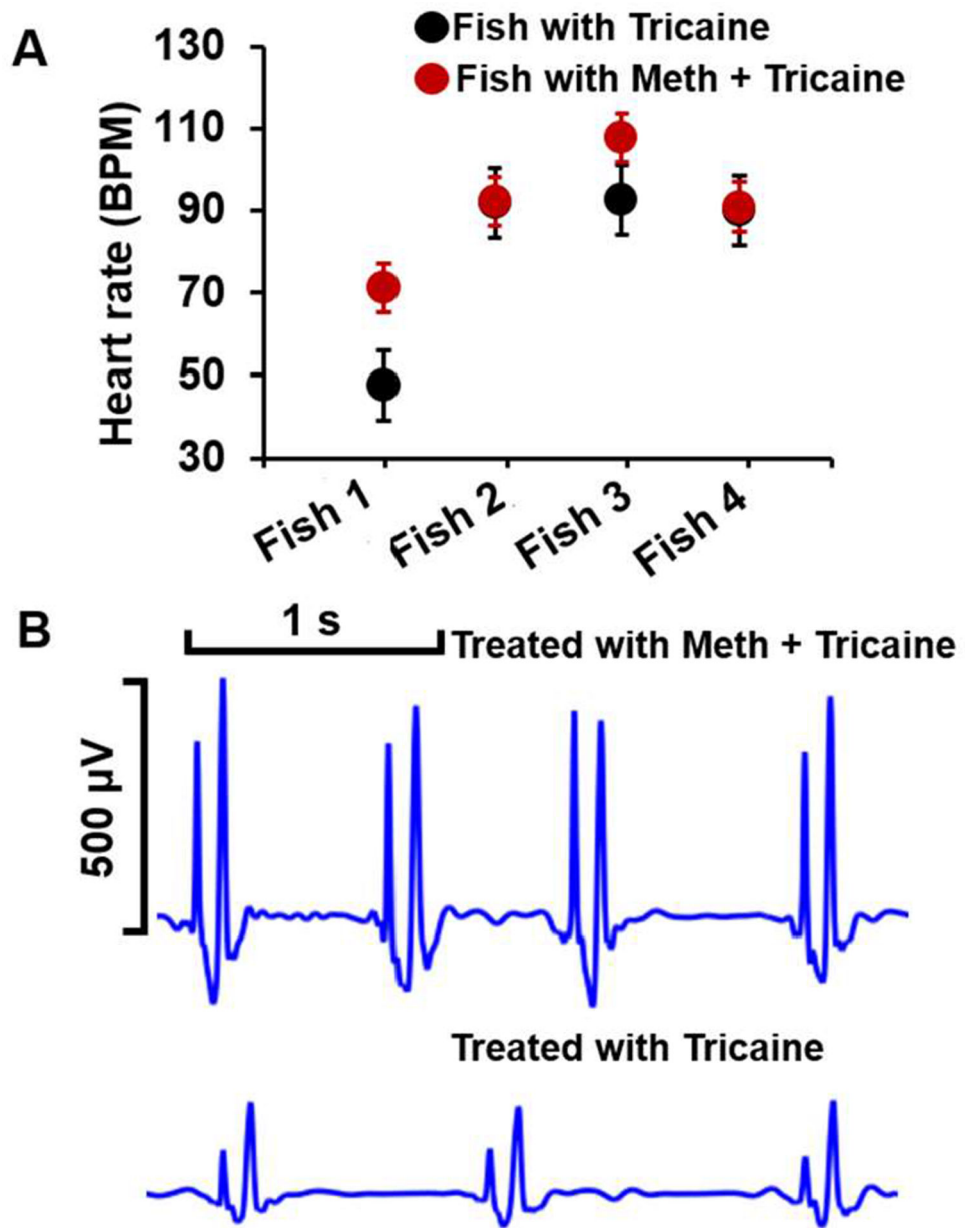 A
Fish with Tricaine
Fish with Meth + Tricaine
Heart rate (BPM)
130
110
90
70
50
30
Fish 1
Fish 2
Fish 3
Fish 4
B
1 s
Treated with Meth + Tricaine
500 µV
Treated with Tricaine